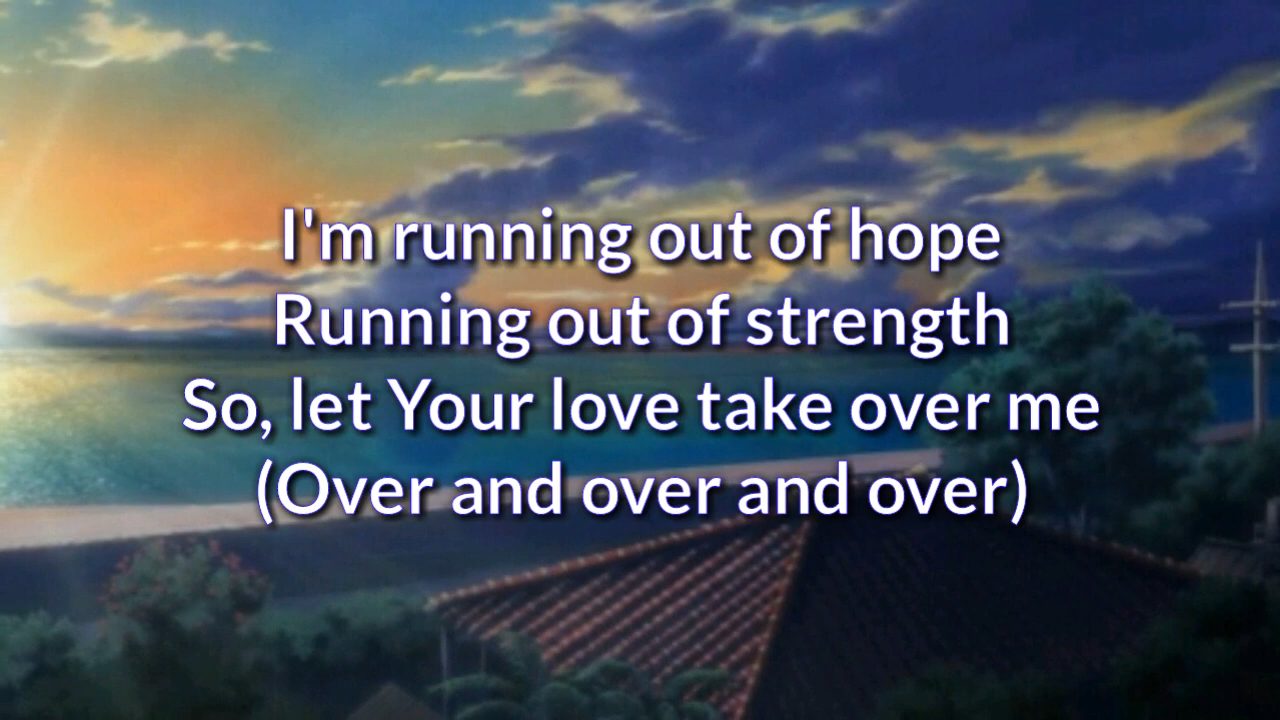 I'm running out of hope
Running out of strength
So, let Your love take over me
(Over and over and over)